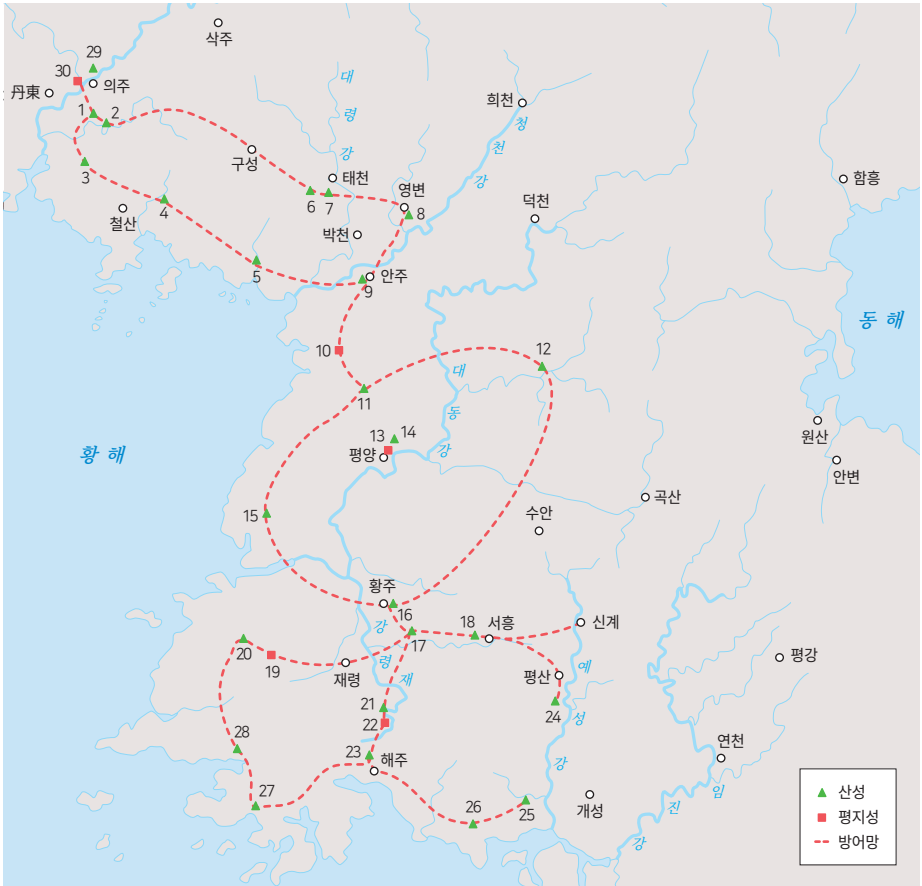 삭주
29
30
의주
丹東
1
2
대
령
강
희천
청
천
강
구성
태천
함흥
3
6
7
영변
8
덕천
4
철산
박천
5
안주
9
동해
10
12
대
동
강
11
원산
13
14
평양
황해
안변
15
곡산
수안
황주
16
강
령
재
17
18
서흥
신계
20
19
재령
예
성
강
평강
평산
21
22
24
28
23
해주
연천
27
26
25
개성
임
진
강
산성
평지성
방어망